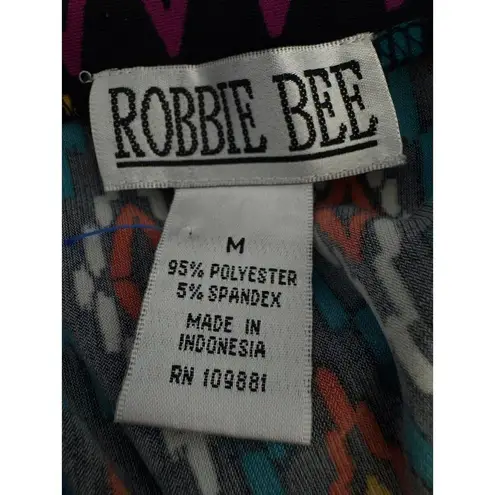 ROBBIE BEE
M
95% POLYESTER
5% SPANDEX
MADE IN
INDONESIA
RN 109881